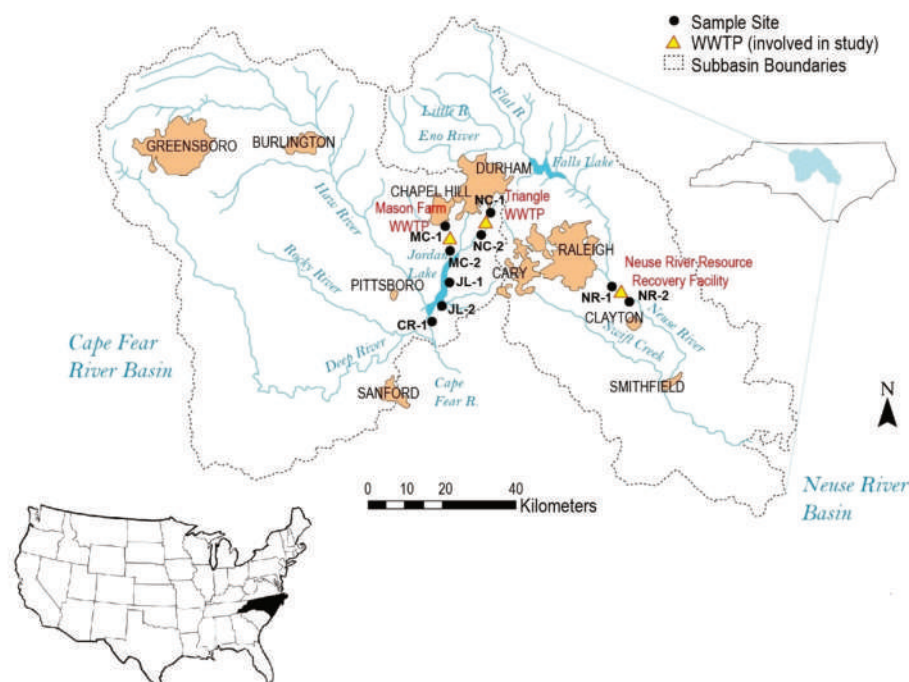 Sample Site
WWTP (involved in study)
Subbasin Boundaries
Little R.
Flat R.
Eno River
GREENSBORO
BURLINGTON
DURHAM
Falls Lake
Haw River
CHAPEL HILL
NC-1
Triangle
WWTP
Mason Farm
WWTP
MC-1
NC-2
Jordan
Lake
MC-2
RALEIGH
Rocky River
CARY
JL-1
Neuse River Resource
Recovery Facility
PITTSBORO
JL-2
NR-1
NR-2
CR-1
CLAYTON
Neuse River
Swift Creek
Cape Fear
River Basin
Deep River
SMITHFIELD
SANFORD
Cape
Fear R.
N
0 10 20 40
Kilometers
Neuse River
Basin